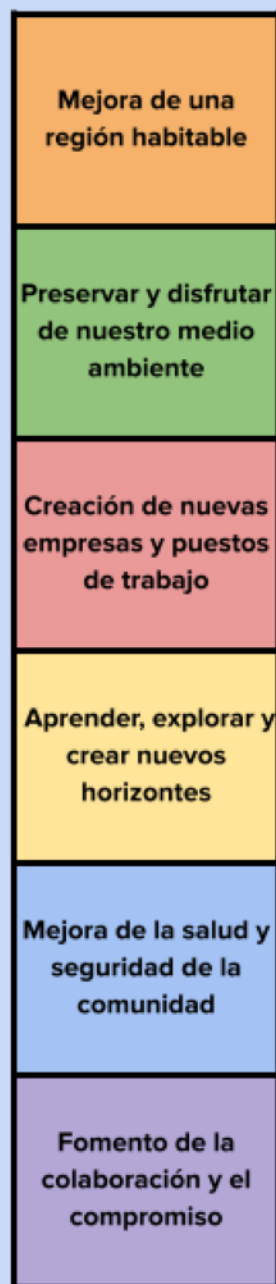 Mejora de una
región habitable
Preservar y disfrutar
de nuestro medio
ambiente
Creación de nuevas
empresas y puestos
de trabajo
Aprender, explorar y
crear nuevos
horizontes
Mejora de la salud y
seguridad de la
comunidad
Fomento de la
colaboración y el
compromiso